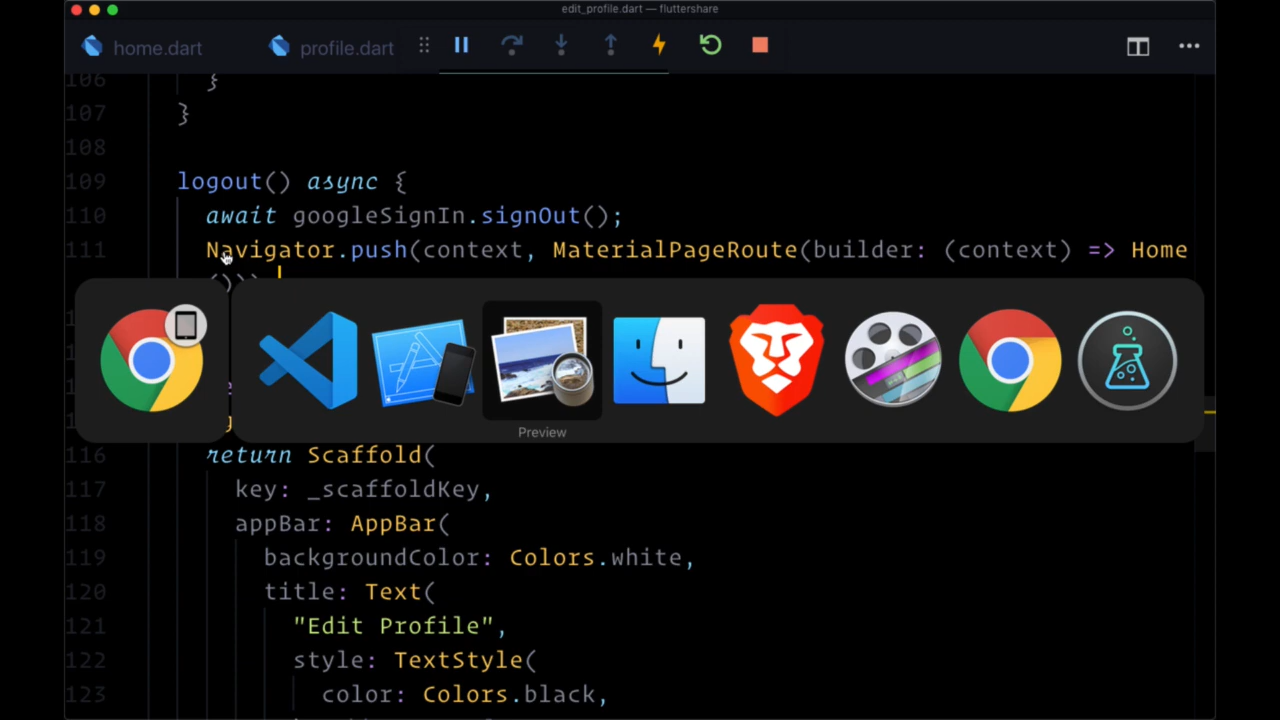 edit_profile.dart — fluttershare
home.dart profile.dart
106 }
107 }
108
109 logout() async {
110 await googleSignIn.signOut();
111 Navigator.push(context, MaterialPageRoute(builder: (context) => Home
()));
Preview
116 return Scaffold(
117 key: _scaffoldKey,
118 appBar: AppBar(
119 backgroundColor: Colors.white,
120 title: Text(
121 "Edit Profile",
122 style: TextStyle(
123 color: Colors.black,